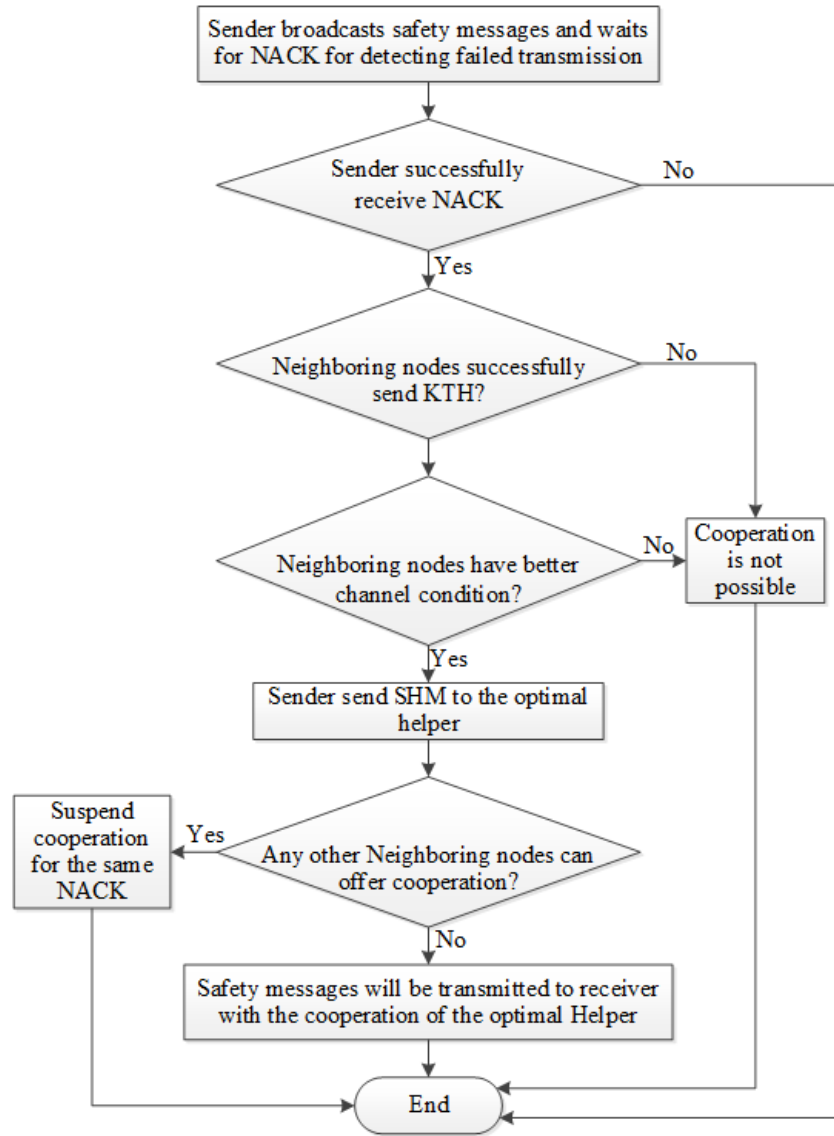 Sender broadcasts safety messages and waits
for NACK for detecting failed transmission
Sender successfully
receive NACK
No
Yes
Neighboring nodes successfully
send KTH?
No
Neighboring nodes have better
channel condition?
No
Cooperation
is not
possible
Yes
Sender send SHM to the optimal
helper
Any other Neighboring nodes can
offer cooperation?
Yes
Suspend
cooperation
for the same
NACK
No
Safety messages will be transmitted to receiver
with the cooperation of the optimal Helper
End